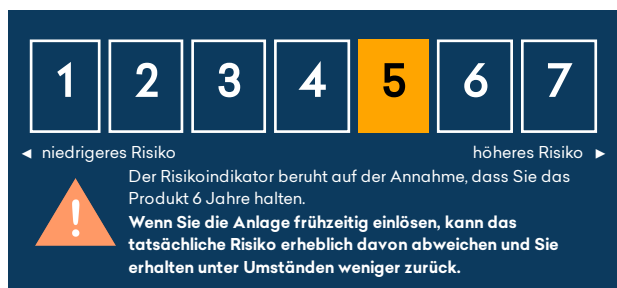 1 2 3 4 5 6 7
◄ niedrigeres Risiko höheres Risiko ►
Der Risikoindikator beruht auf der Annahme, dass Sie das
Produkt 6 Jahre halten.
Wenn Sie die Anlage frühzeitig einlösen, kann das
tatsächliche Risiko erheblich davon abweichen und Sie
erhalten unter Umständen weniger zurück.